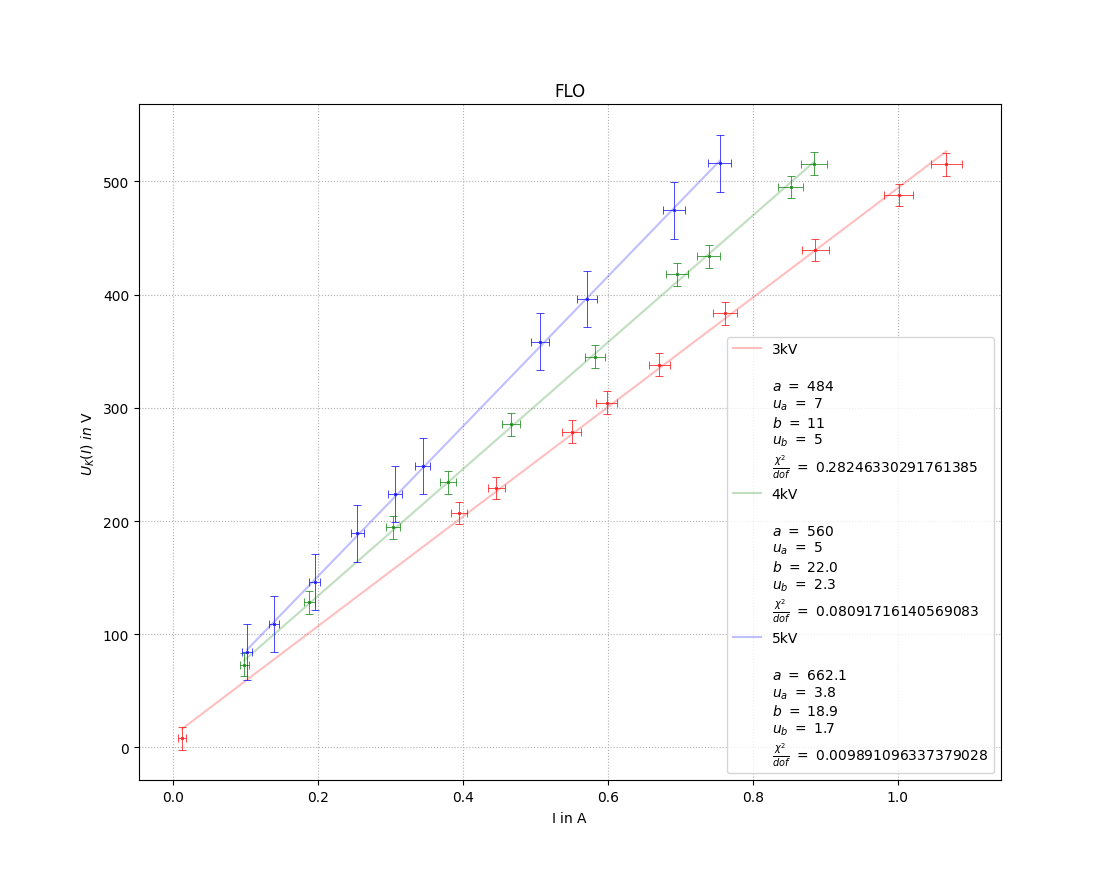 FLO
U_K(I) in V
500
400
300
200
100
0
0.0 0.2 0.4 0.6 0.8 1.0
I in A
3kV
a = 484
u_a = 7
b = 11
u_b = 5
χ²/dof = 0.28246330291761385
4kV
a = 560
u_a = 5
b = 22.0
u_b = 2.3
χ²/dof = 0.08091716140569083
5kV
a = 662.1
u_a = 3.8
b = 18.9
u_b = 1.7
χ²/dof = 0.009891096337379028